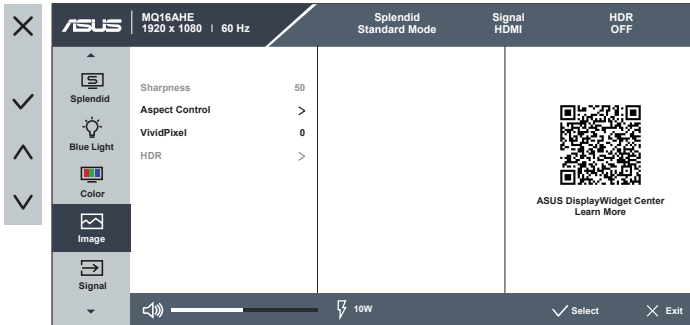 ASUS
MQ16AHE
1920 x 1080 | 60 Hz
Splendid
Standard Mode
Signal
HDMI
HDR
OFF
Splendid
Blue Light
Color
Image
Signal
Sharpness 50
Aspect Control >
VividPixel 0
HDR >
ASUS DisplayWidget Center
Learn More
10W
Select
Exit